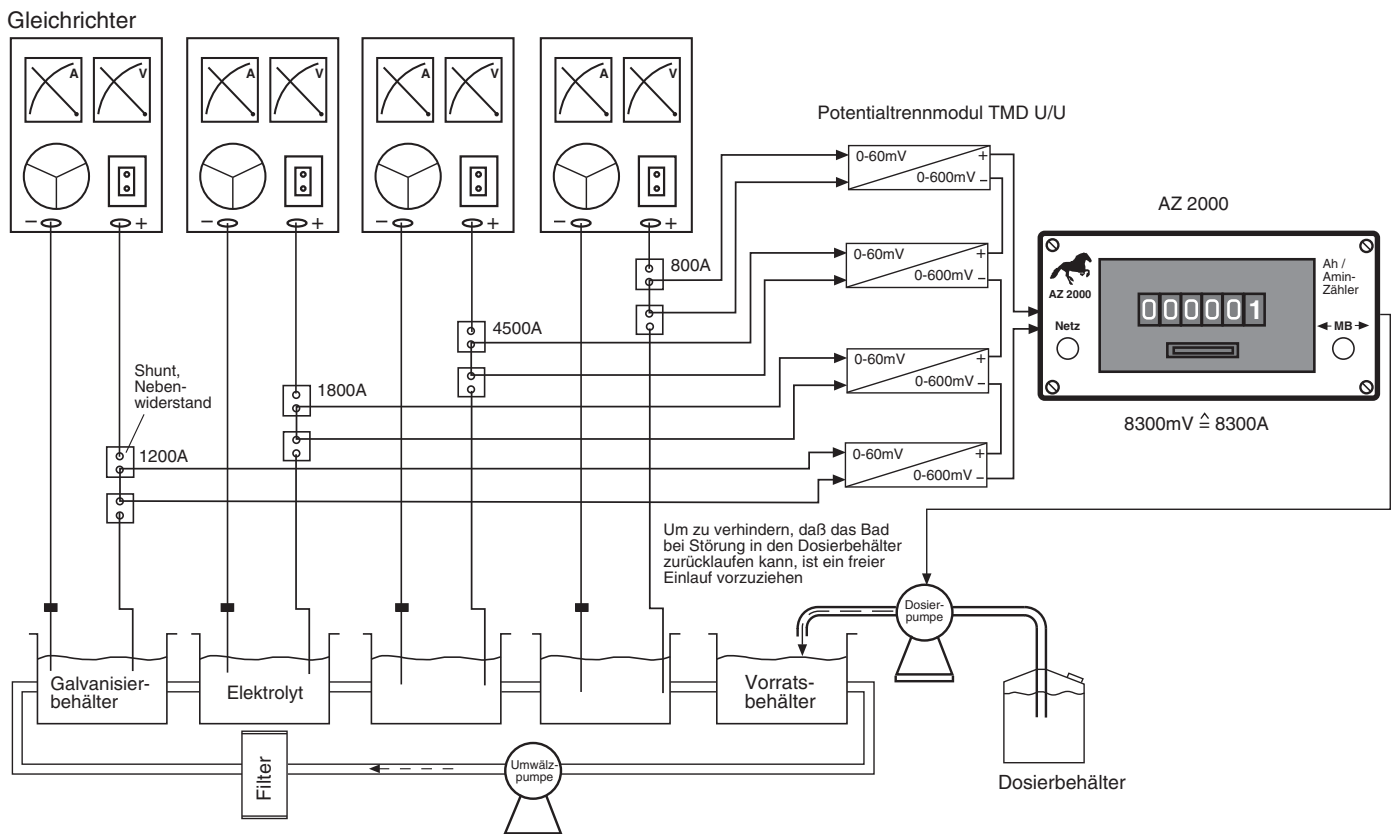 Gleichrichter
A
V
A
V
A
V
A
V
− +
− +
− +
− +
Potentialtrennmodul TMD U/U
0-60mV +
0-600mV −
0-60mV +
0-600mV −
0-60mV +
0-600mV −
0-60mV +
0-600mV −
800A
4500A
1800A
1200A
Shunt,
Neben-
widerstand
AZ 2000
AZ 2000
Netz
000001
Ah /
Amin-
Zähler
MB
8300mV ≙ 8300A
Um zu verhindern, daß das Bad
bei Störung in den Dosierbehälter
zurücklaufen kann, ist ein freier
Einlauf vorzuziehen
Dosier-
pumpe
Galvanisier-
behälter
Elektrolyt
Vorrats-
behälter
Filter
Umwälz-
pumpe
Dosierbehälter